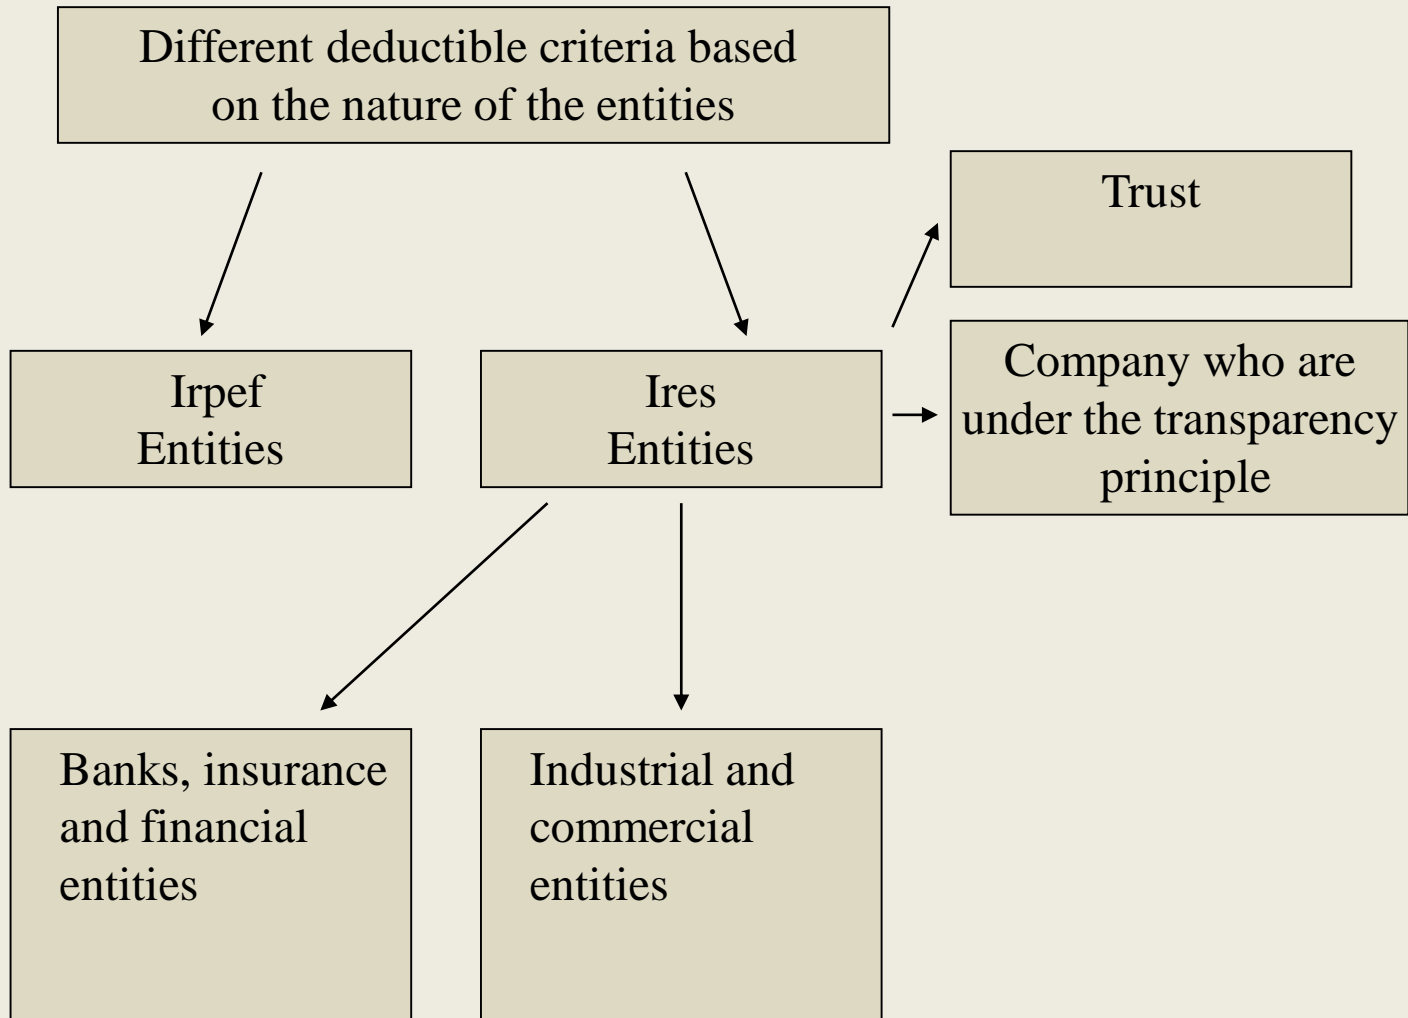 Different deductible criteria based
on the nature of the entities
Trust
Irpef
Entities
Ires
Entities
Company who are
under the transparency
principle
Banks, insurance
and financial
entities
Industrial and
commercial
entities